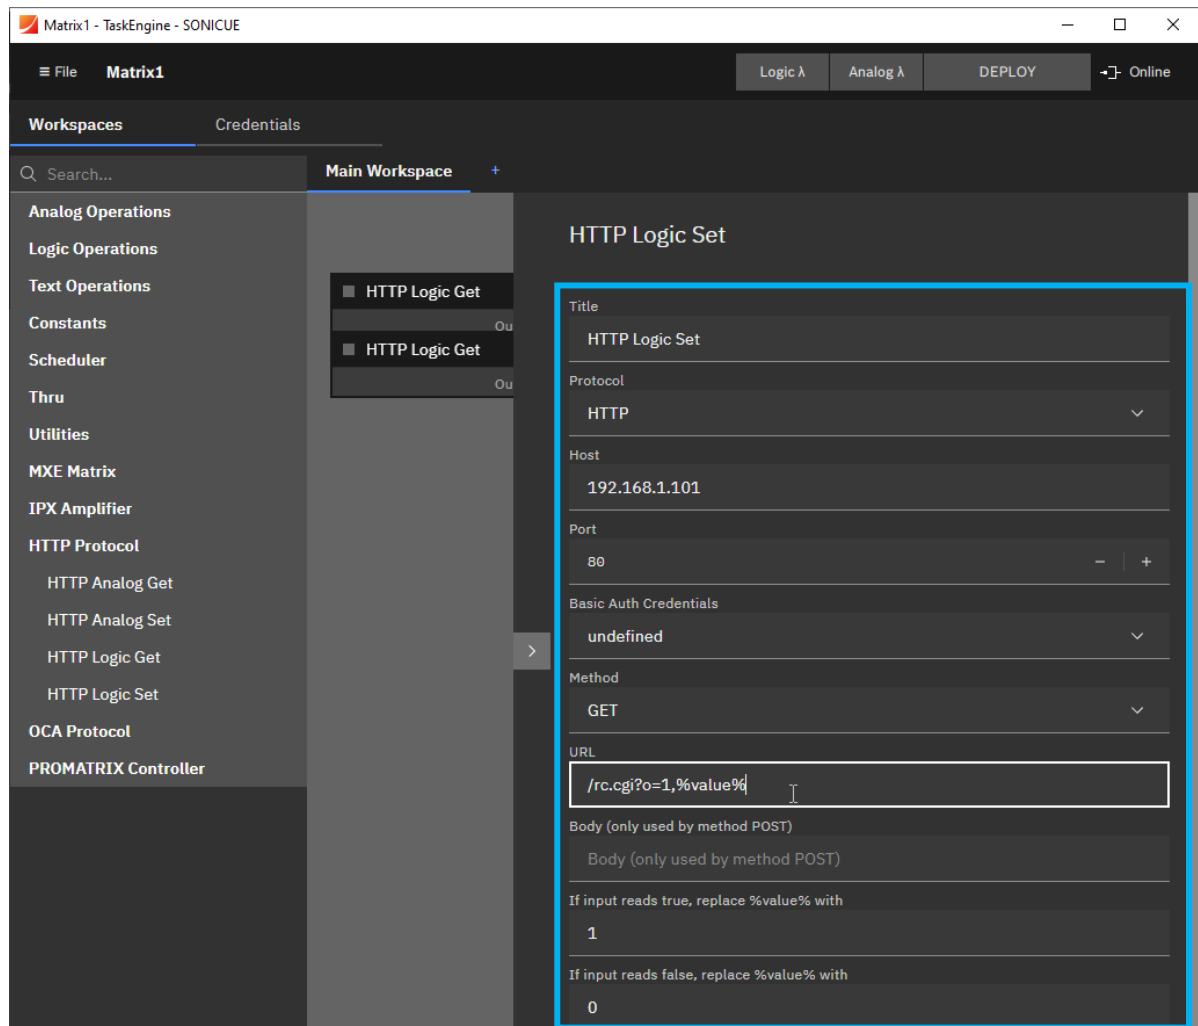 Matrix1 - TaskEngine - SONICUE
≡ File Matrix1 Logic λ Analog λ DEPLOY Online
Workspaces Credentials
Search...
Main Workspace +
Analog Operations
Logic Operations
Text Operations
Constants
Scheduler
Thru
Utilities
MXE Matrix
IPX Amplifier
HTTP Protocol
HTTP Analog Get
HTTP Analog Set
HTTP Logic Get
HTTP Logic Set
OCA Protocol
PROMATRIX Controller
HTTP Logic Get
Ou
HTTP Logic Get
Ou
HTTP Logic Set
Title
HTTP Logic Set
Protocol
HTTP
Host
192.168.1.101
Port
80 − +
Basic Auth Credentials
undefined
Method
GET
URL
/rc.cgi?o=1,%value%
Body (only used by method POST)
Body (only used by method POST)
If input reads true, replace %value% with
1
If input reads false, replace %value% with
0